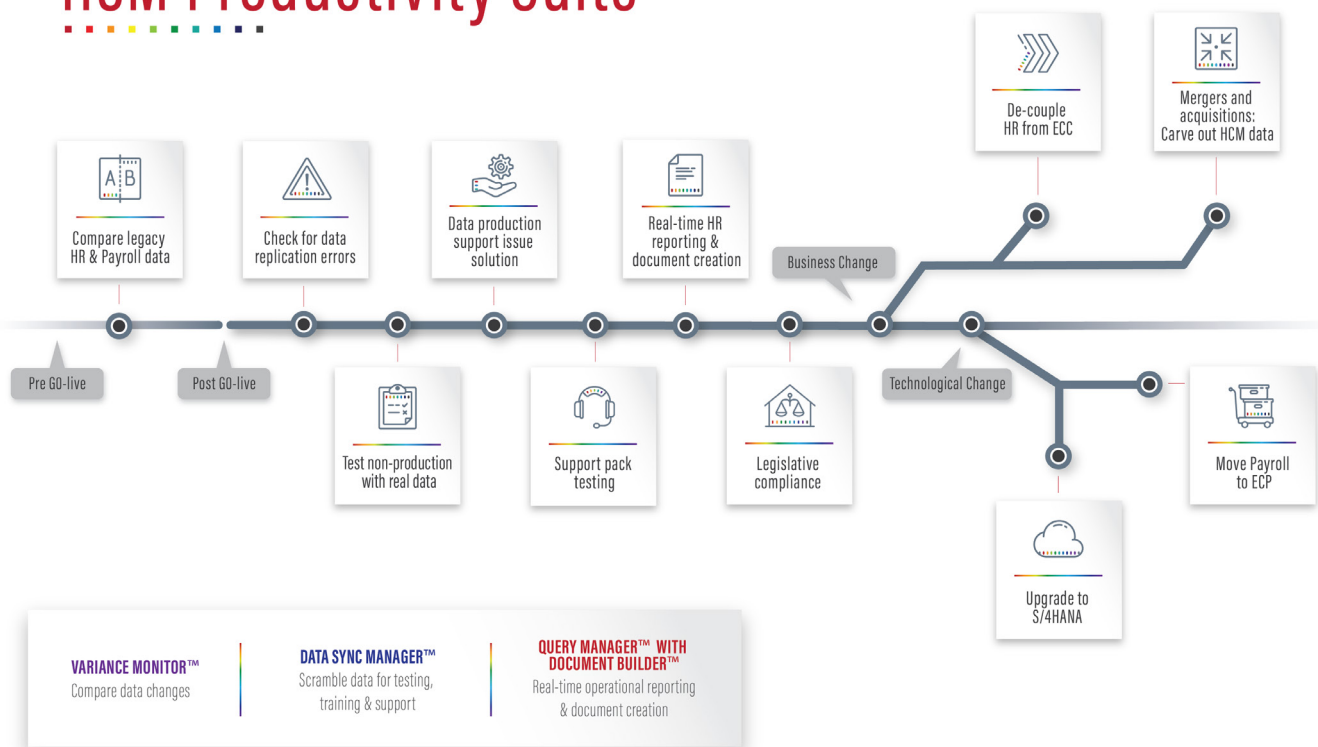 HCM Productivity Suite
De-couple
HR from ECC
Mergers and
acquisitions:
Carve out HCM data
A B
Compare legacy
HR & Payroll data
Check for data
replication errors
Data production
support issue
solution
Real-time HR
reporting &
document creation
Business Change
Pre GO-live
Post GO-live
Technological Change
Test non-production
with real data
Support pack
testing
Legislative
compliance
Move Payroll
to ECP
Upgrade to
S/4HANA
VARIANCE MONITOR™
Compare data changes
DATA SYNC MANAGER™
Scramble data for testing,
training & support
QUERY MANAGER™ WITH
DOCUMENT BUILDER™
Real-time operational reporting
& document creation